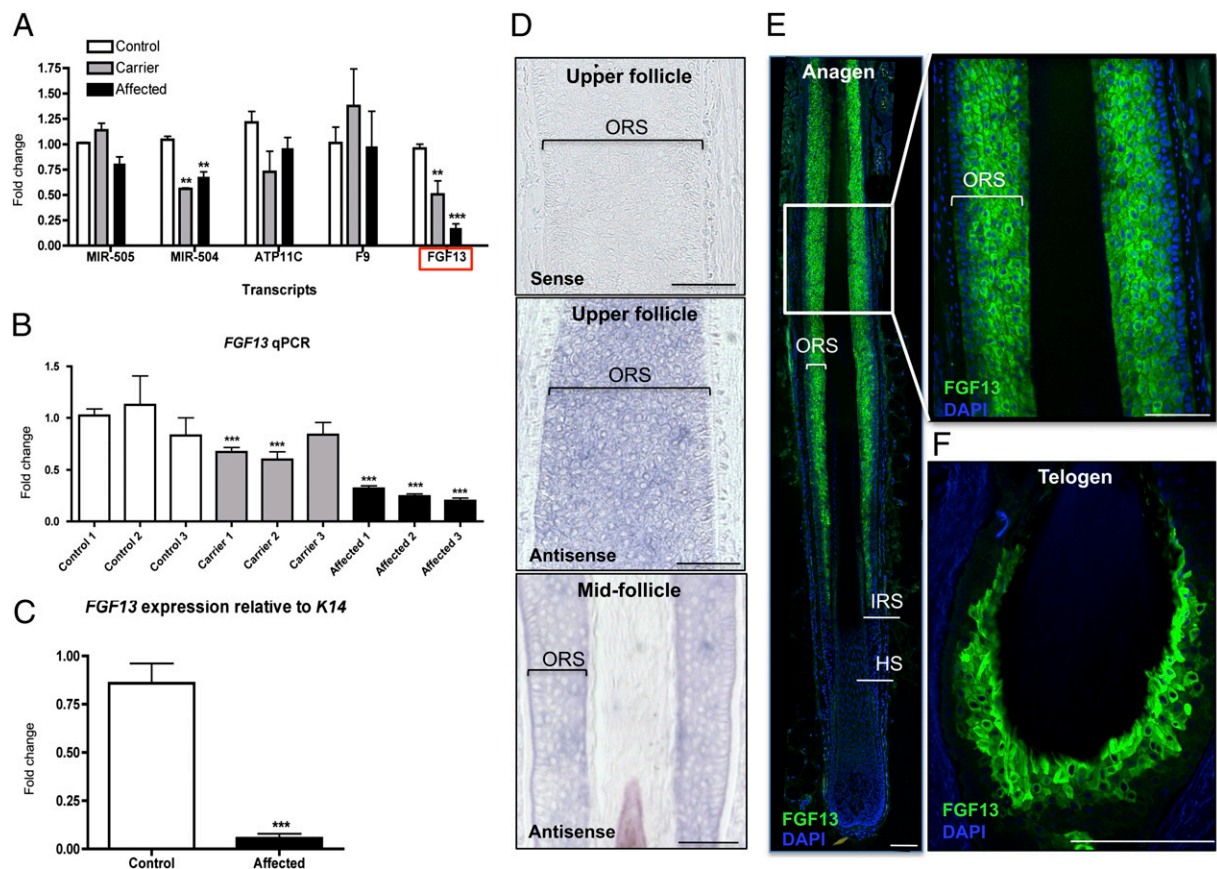 A
Control
Carrier
Affected
1.75
1.50
1.25
1.00
0.75
0.50
0.25
0.00
Fold change
** ** ** ***
MIR-505 MIR-504 ATP11C F9 FGF13
Transcripts
B
FGF13 qPCR
1.5
1.0
0.5
0.0
Fold change
*** *** *** *** ***
Control 1 Control 2 Control 3 Carrier 1 Carrier 2 Carrier 3 Affected 1 Affected 2 Affected 3
C
FGF13 expression relative to K14
1.00
0.75
0.50
0.25
0.00
Fold change
***
Control Affected
D
Upper follicle
ORS
Sense
Upper follicle
ORS
Antisense
Mid-follicle
ORS
Antisense
E
Anagen
ORS
IRS
HS
FGF13
DAPI
ORS
FGF13
DAPI
F
Telogen
FGF13
DAPI